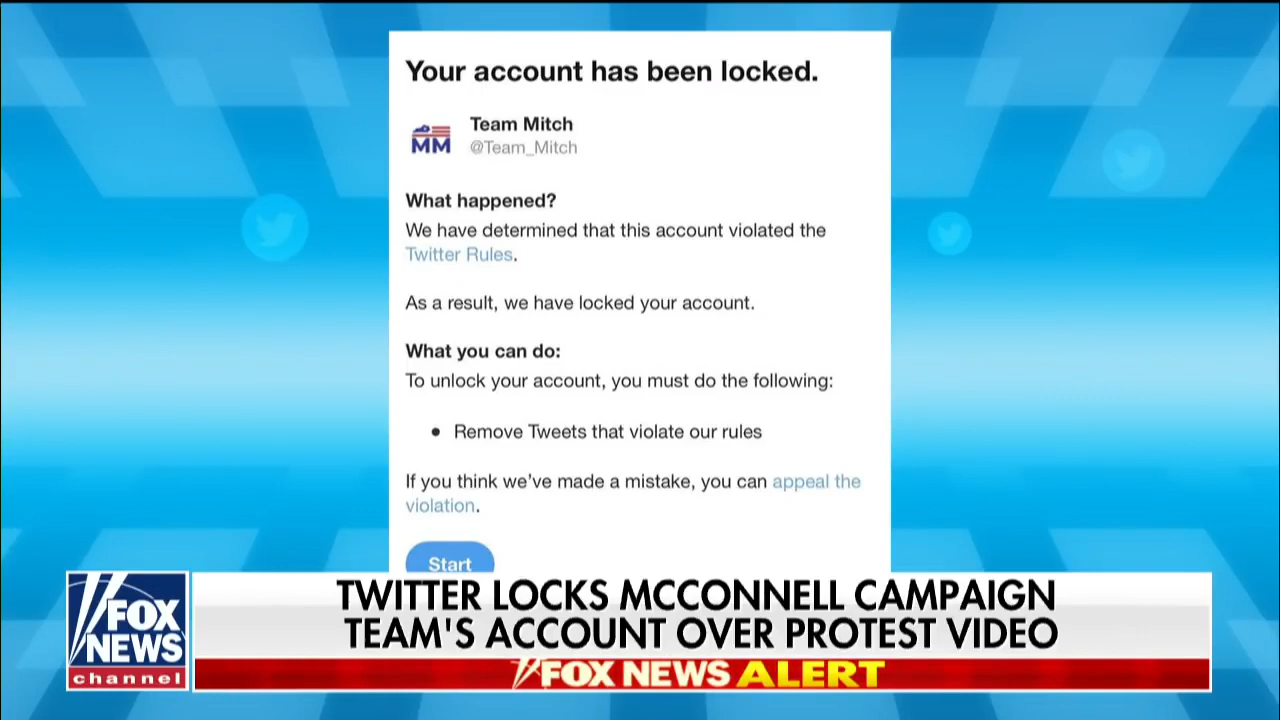 Your account has been locked.
Team Mitch
MM
@Team_Mitch
What happened?
We have determined that this account violated the
Twitter Rules.
As a result, we have locked your account.
What you can do:
To unlock your account, you must do the following:
• Remove Tweets that violate our rules
If you think we've made a mistake, you can appeal the
violation.
Start
TWITTER LOCKS MCCONNELL CAMPAIGN
TEAM'S ACCOUNT OVER PROTEST VIDEO
FOX
NEWS
channel
FOX NEWS ALERT